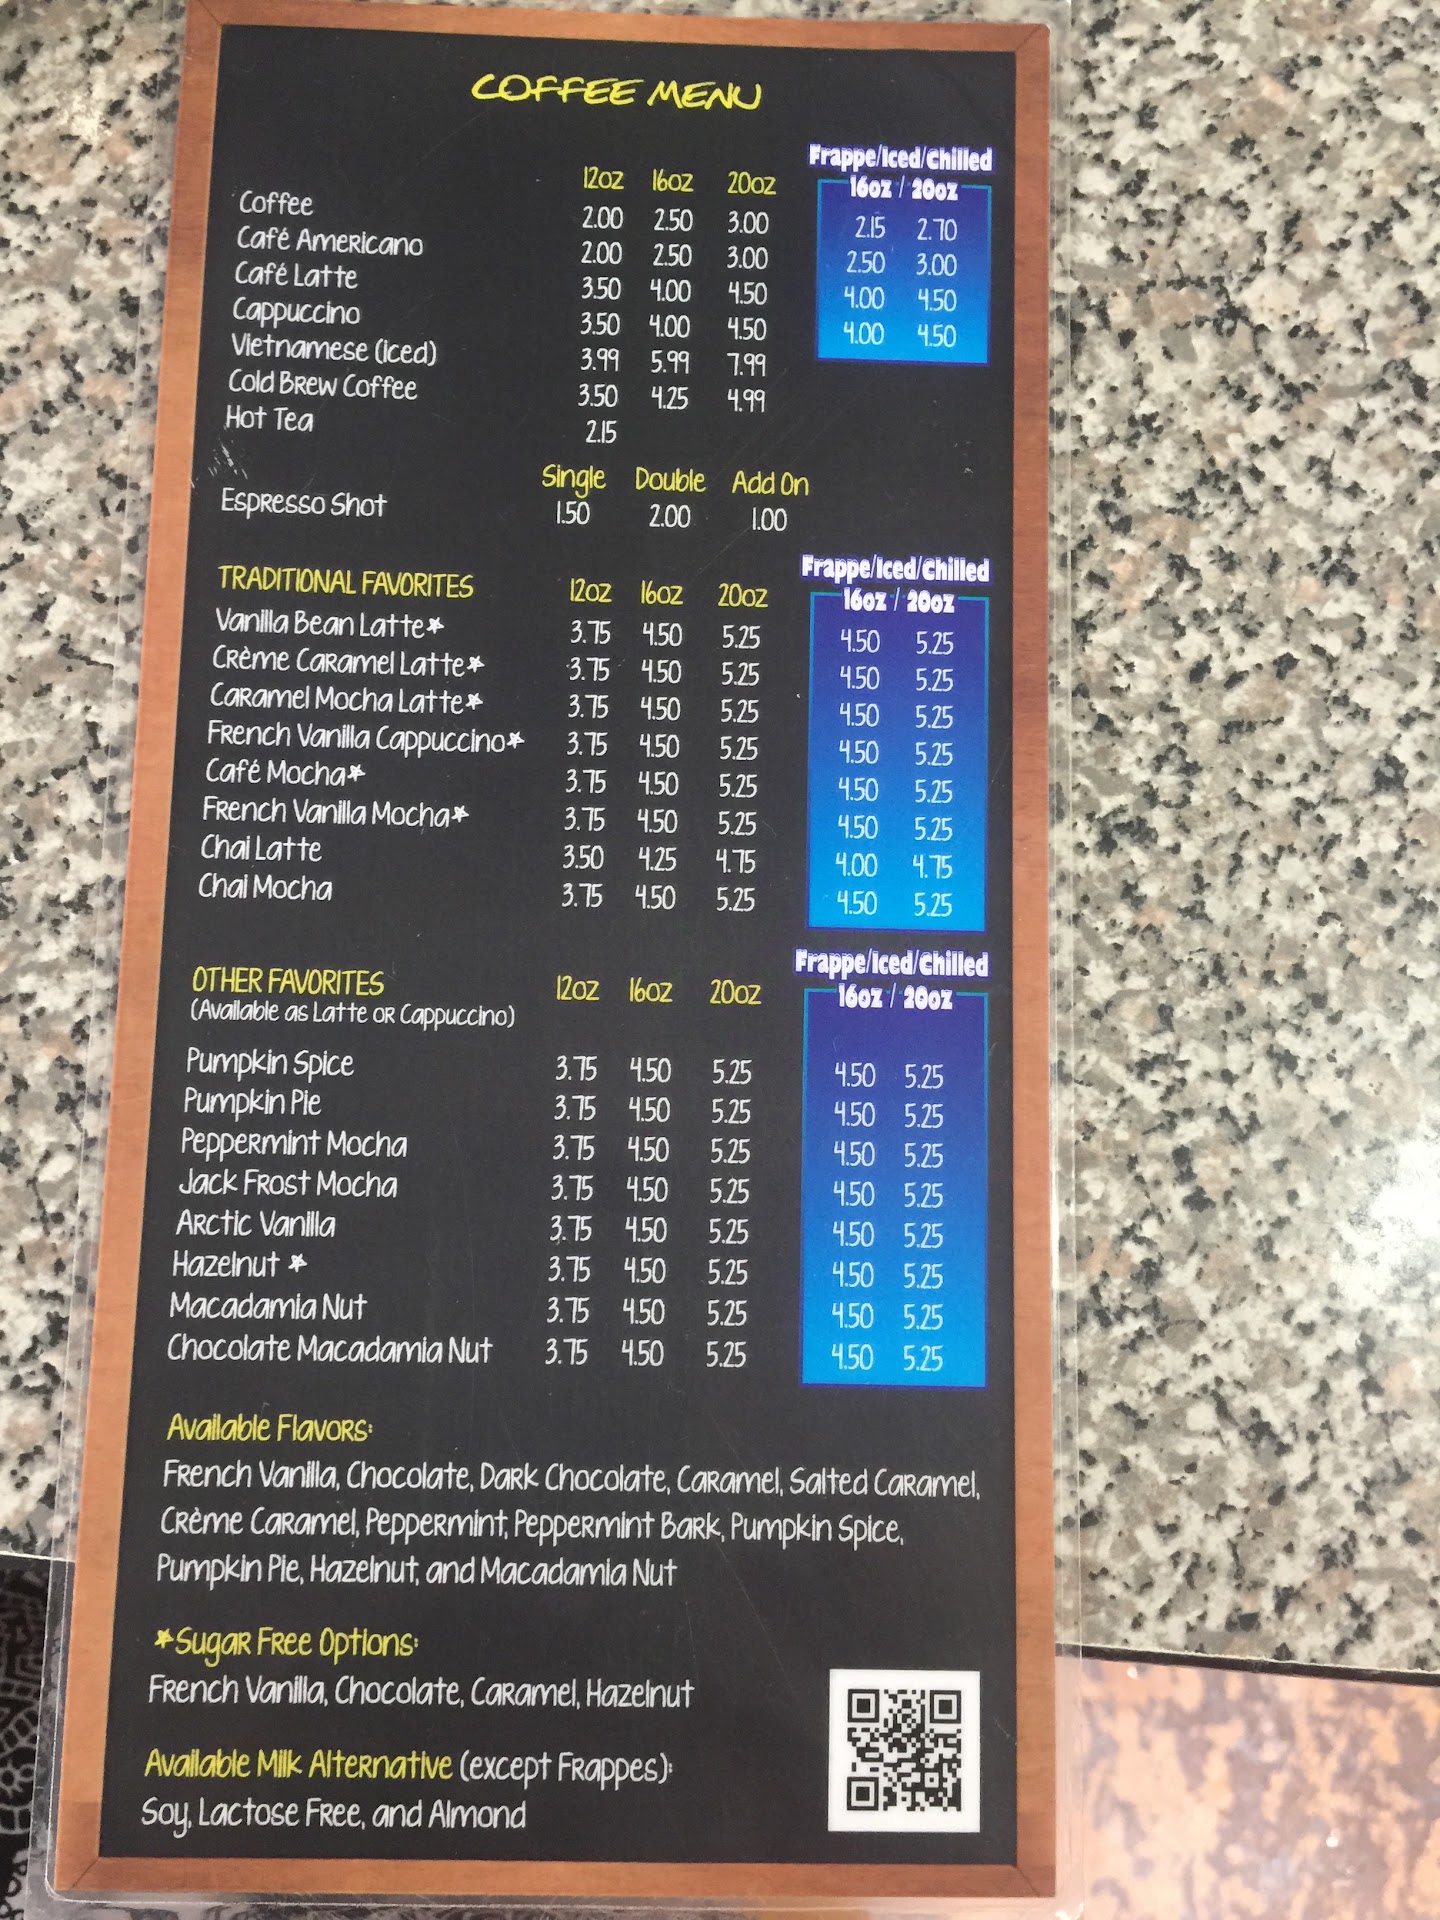 COFFEE MENU
Frappe/Iced/Chilled
12oz 16oz 20oz 16oz / 20oz
Coffee 2.00 2.50 3.00 2.15 2.70
Café Americano 2.00 2.50 3.00 2.50 3.00
Café Latte 3.50 4.00 4.50 4.00 4.50
Cappuccino 3.50 4.00 4.50 4.00 4.50
Vietnamese (iced) 3.99 5.99 7.99
Cold Brew Coffee 3.50 4.25 4.99
Hot Tea 2.15
Single Double Add On
Espresso Shot 1.50 2.00 1.00
Frappe/Iced/Chilled
TRADITIONAL FAVORITES 12oz 16oz 20oz 16oz / 20oz
Vanilla Bean Latte* 3.75 4.50 5.25 4.50 5.25
Crème Caramel Latte* 3.75 4.50 5.25 4.50 5.25
Caramel Mocha Latte* 3.75 4.50 5.25 4.50 5.25
French Vanilla Cappuccino* 3.75 4.50 5.25 4.50 5.25
Café Mocha* 3.75 4.50 5.25 4.50 5.25
French Vanilla Mocha* 3.75 4.50 5.25 4.50 5.25
Chai Latte 3.50 4.25 4.75 4.00 4.75
Chai Mocha 3.75 4.50 5.25 4.50 5.25
Frappe/Iced/Chilled
OTHER FAVORITES 12oz 16oz 20oz 16oz / 20oz
(Available as Latte or Cappuccino)
Pumpkin Spice 3.75 4.50 5.25 4.50 5.25
Pumpkin Pie 3.75 4.50 5.25 4.50 5.25
Peppermint Mocha 3.75 4.50 5.25 4.50 5.25
Jack Frost Mocha 3.75 4.50 5.25 4.50 5.25
Arctic Vanilla 3.75 4.50 5.25 4.50 5.25
Hazelnut * 3.75 4.50 5.25 4.50 5.25
Macadamia Nut 3.75 4.50 5.25 4.50 5.25
Chocolate Macadamia Nut 3.75 4.50 5.25 4.50 5.25
Available Flavors:
French Vanilla, Chocolate, Dark Chocolate, Caramel, Salted Caramel,
Crème Caramel, Peppermint, Peppermint Bark, Pumpkin Spice,
Pumpkin Pie, Hazelnut, and Macadamia Nut
*Sugar Free Options:
French Vanilla, Chocolate, Caramel, Hazelnut
Available Milk Alternative (except Frappes):
Soy, Lactose Free, and Almond